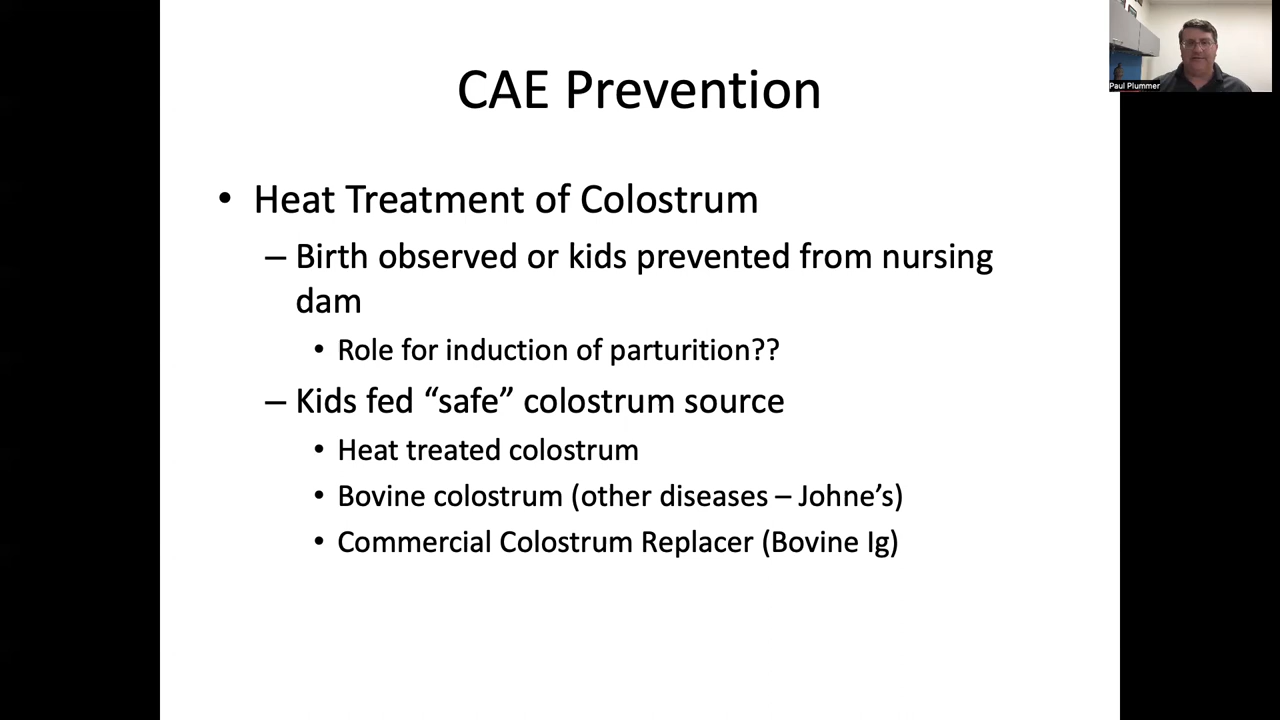 CAE Prevention
• Heat Treatment of Colostrum
– Birth observed or kids prevented from nursing
dam
• Role for induction of parturition??
– Kids fed “safe” colostrum source
• Heat treated colostrum
• Bovine colostrum (other diseases – Johne’s)
• Commercial Colostrum Replacer (Bovine Ig)
Paul Plummer